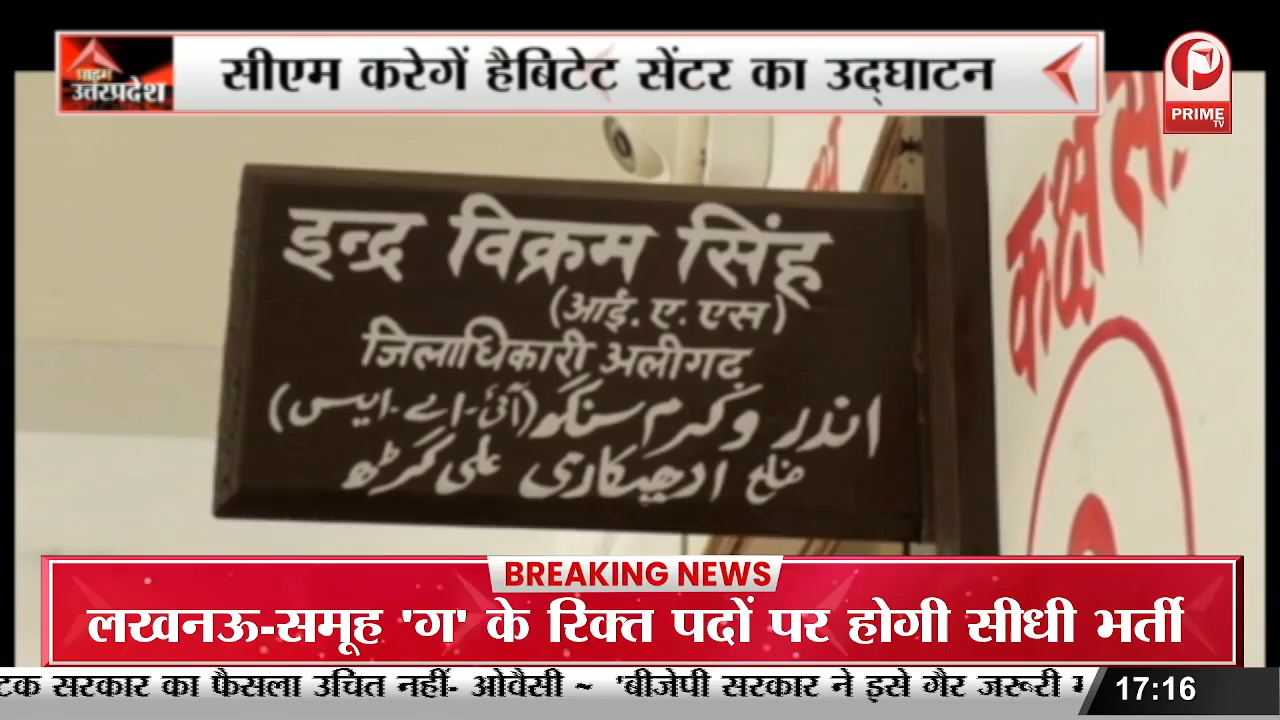 प्राइम
उत्तरप्रदेश
सीएम करेगें हैबिटेट सेंटर का उद्घाटन
PRIME
TV
इन्द्र विक्रम सिंह
(आई. ए. एस)
जिलाधिकारी अलीगढ़
اندر وکرم سنگھ (آئی-اے-ایس)
ضلع ادھیکاری علی گڑھ
कक्ष सं.
BREAKING NEWS
लखनऊ-समूह 'ग' के रिक्त पदों पर होगी सीधी भर्ती
टक सरकार का फैसला उचित नहीं- ओवैसी ~ 'बीजेपी सरकार ने इसे गैर जरूरी
17:16